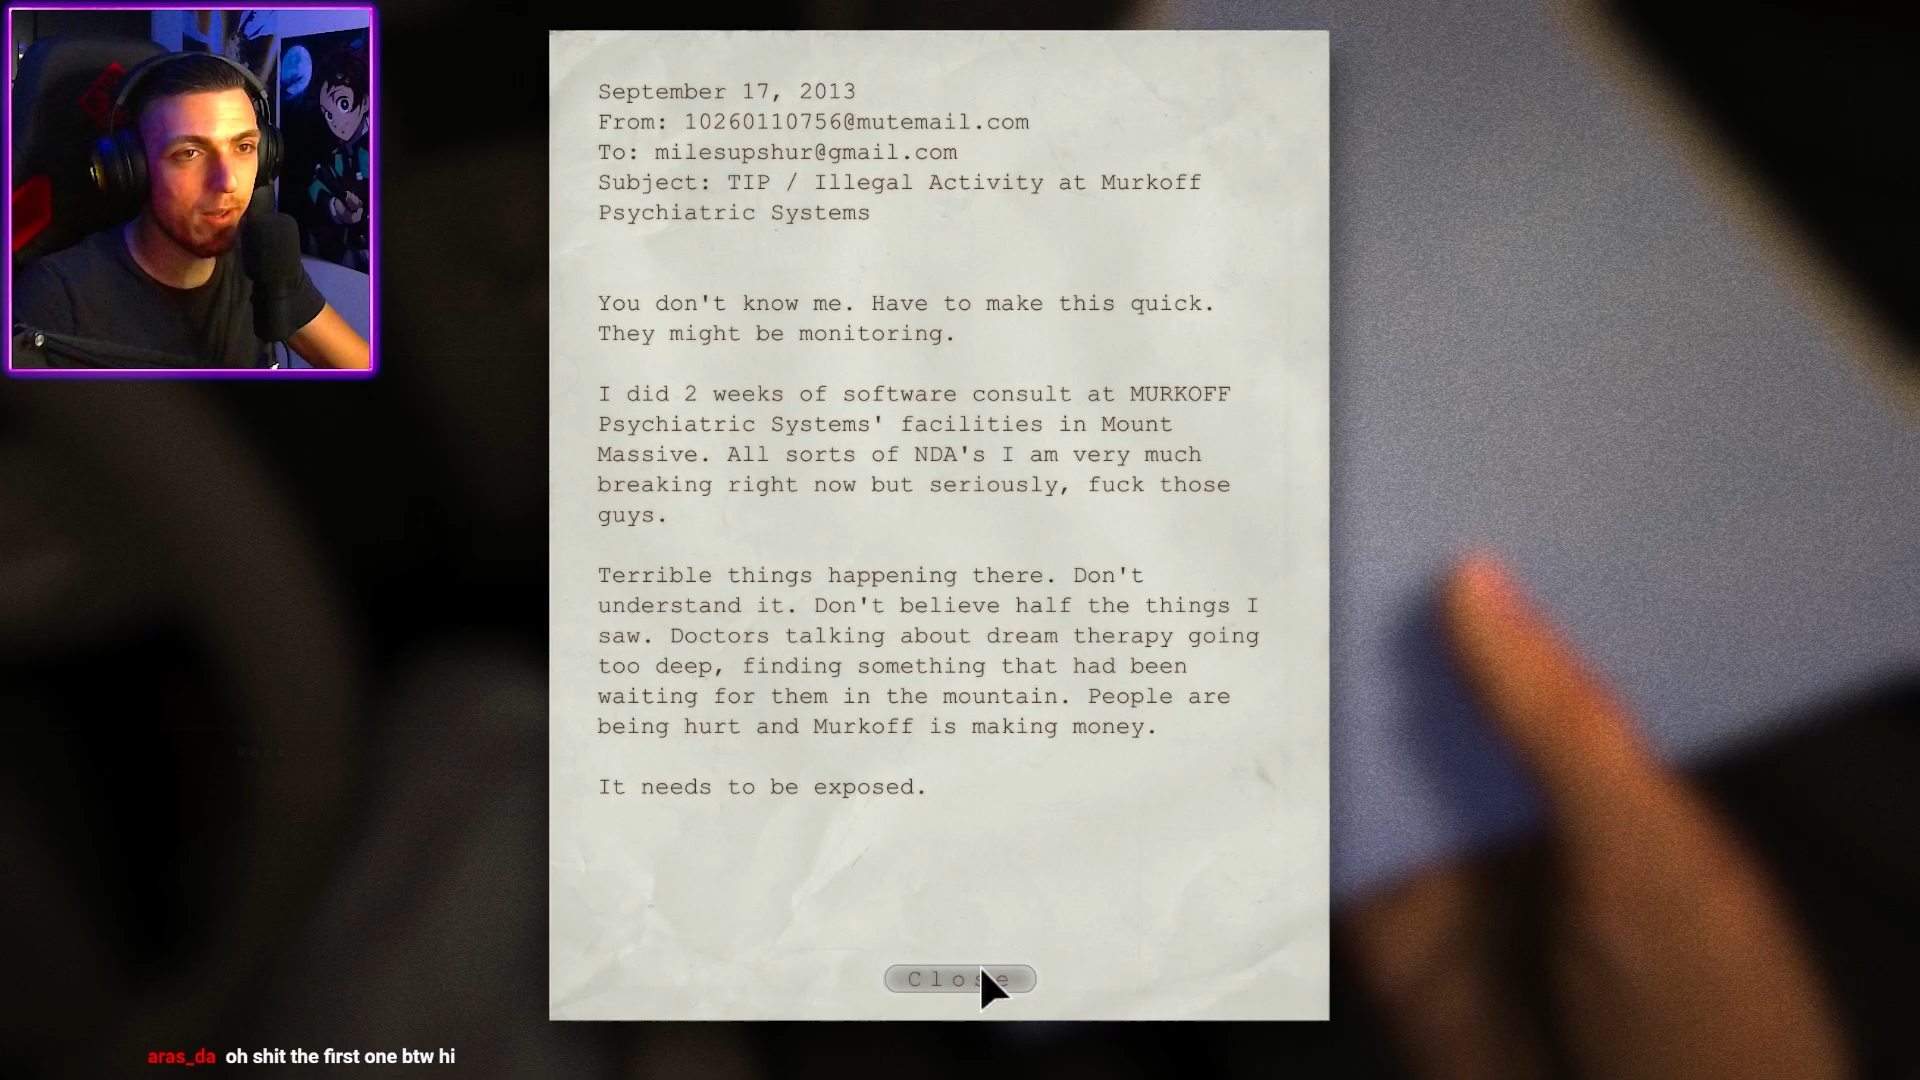 September 17, 2013
From: 10260110756@mutemail.com
To: milesupshur@gmail.com
Subject: TIP / Illegal Activity at Murkoff
Psychiatric Systems
You don't know me. Have to make this quick.
They might be monitoring.
I did 2 weeks of software consult at MURKOFF
Psychiatric Systems' facilities in Mount
Massive. All sorts of NDA's I am very much
breaking right now but seriously, fuck those
guys.
Terrible things happening there. Don't
understand it. Don't believe half the things I
saw. Doctors talking about dream therapy going
too deep, finding something that had been
waiting for them in the mountain. People are
being hurt and Murkoff is making money.
It needs to be exposed.
Back
Close
aras_da oh shit the first one btw hi